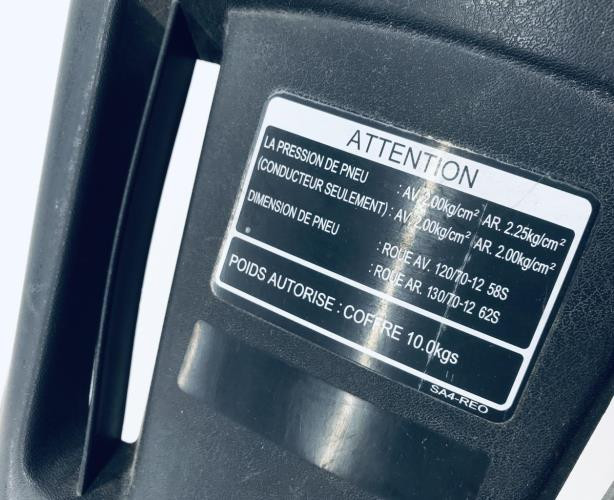 ATTENTION
LA PRESSION DE PNEU : AV. 2.00kg/cm² AR. 2.25kg/cm²
(CONDUCTEUR SEULEMENT) : AV. 2.00kg/cm² AR. 2.00kg/cm²
DIMENSION DE PNEU : ROUE AV. 120/70-12 58S
: ROUE AR. 130/70-12 62S
POIDS AUTORISE : COFFRE 10.0kgs
SA4-REO